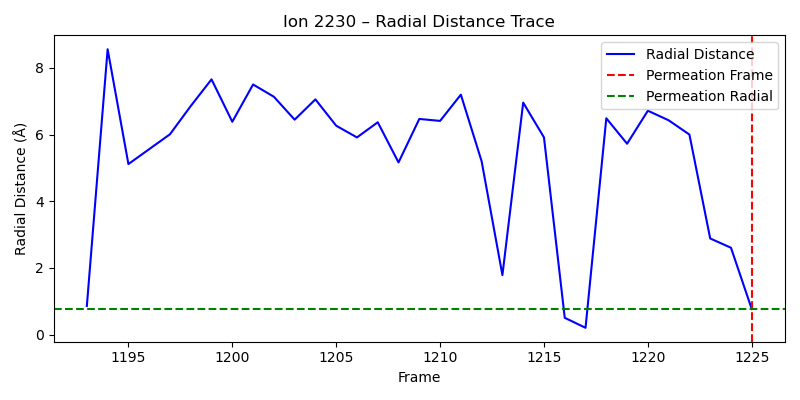 Ion 2230 – Radial Distance Trace
Radial Distance
Permeation Frame
Permeation Radial
Radial Distance (Å)
8
6
4
2
0
1195
1200
1205
1210
1215
1220
1225
Frame